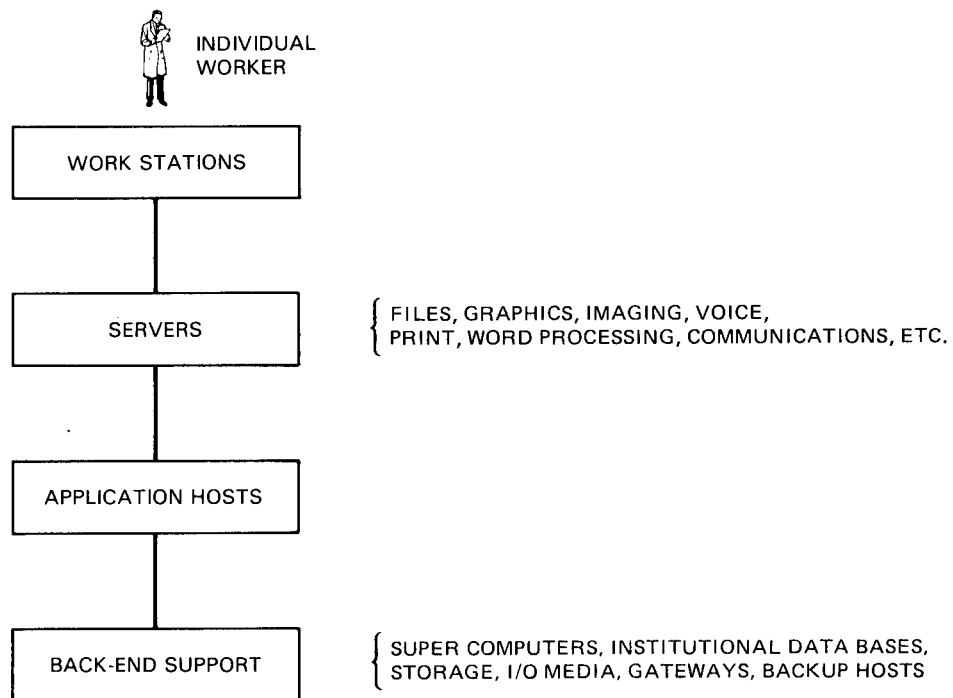 INDIVIDUAL
WORKER
WORK STATIONS
SERVERS
FILES, GRAPHICS, IMAGING, VOICE,
PRINT, WORD PROCESSING, COMMUNICATIONS, ETC.
APPLICATION HOSTS
BACK-END SUPPORT
SUPER COMPUTERS, INSTITUTIONAL DATA BASES,
STORAGE, I/O MEDIA, GATEWAYS, BACKUP HOSTS